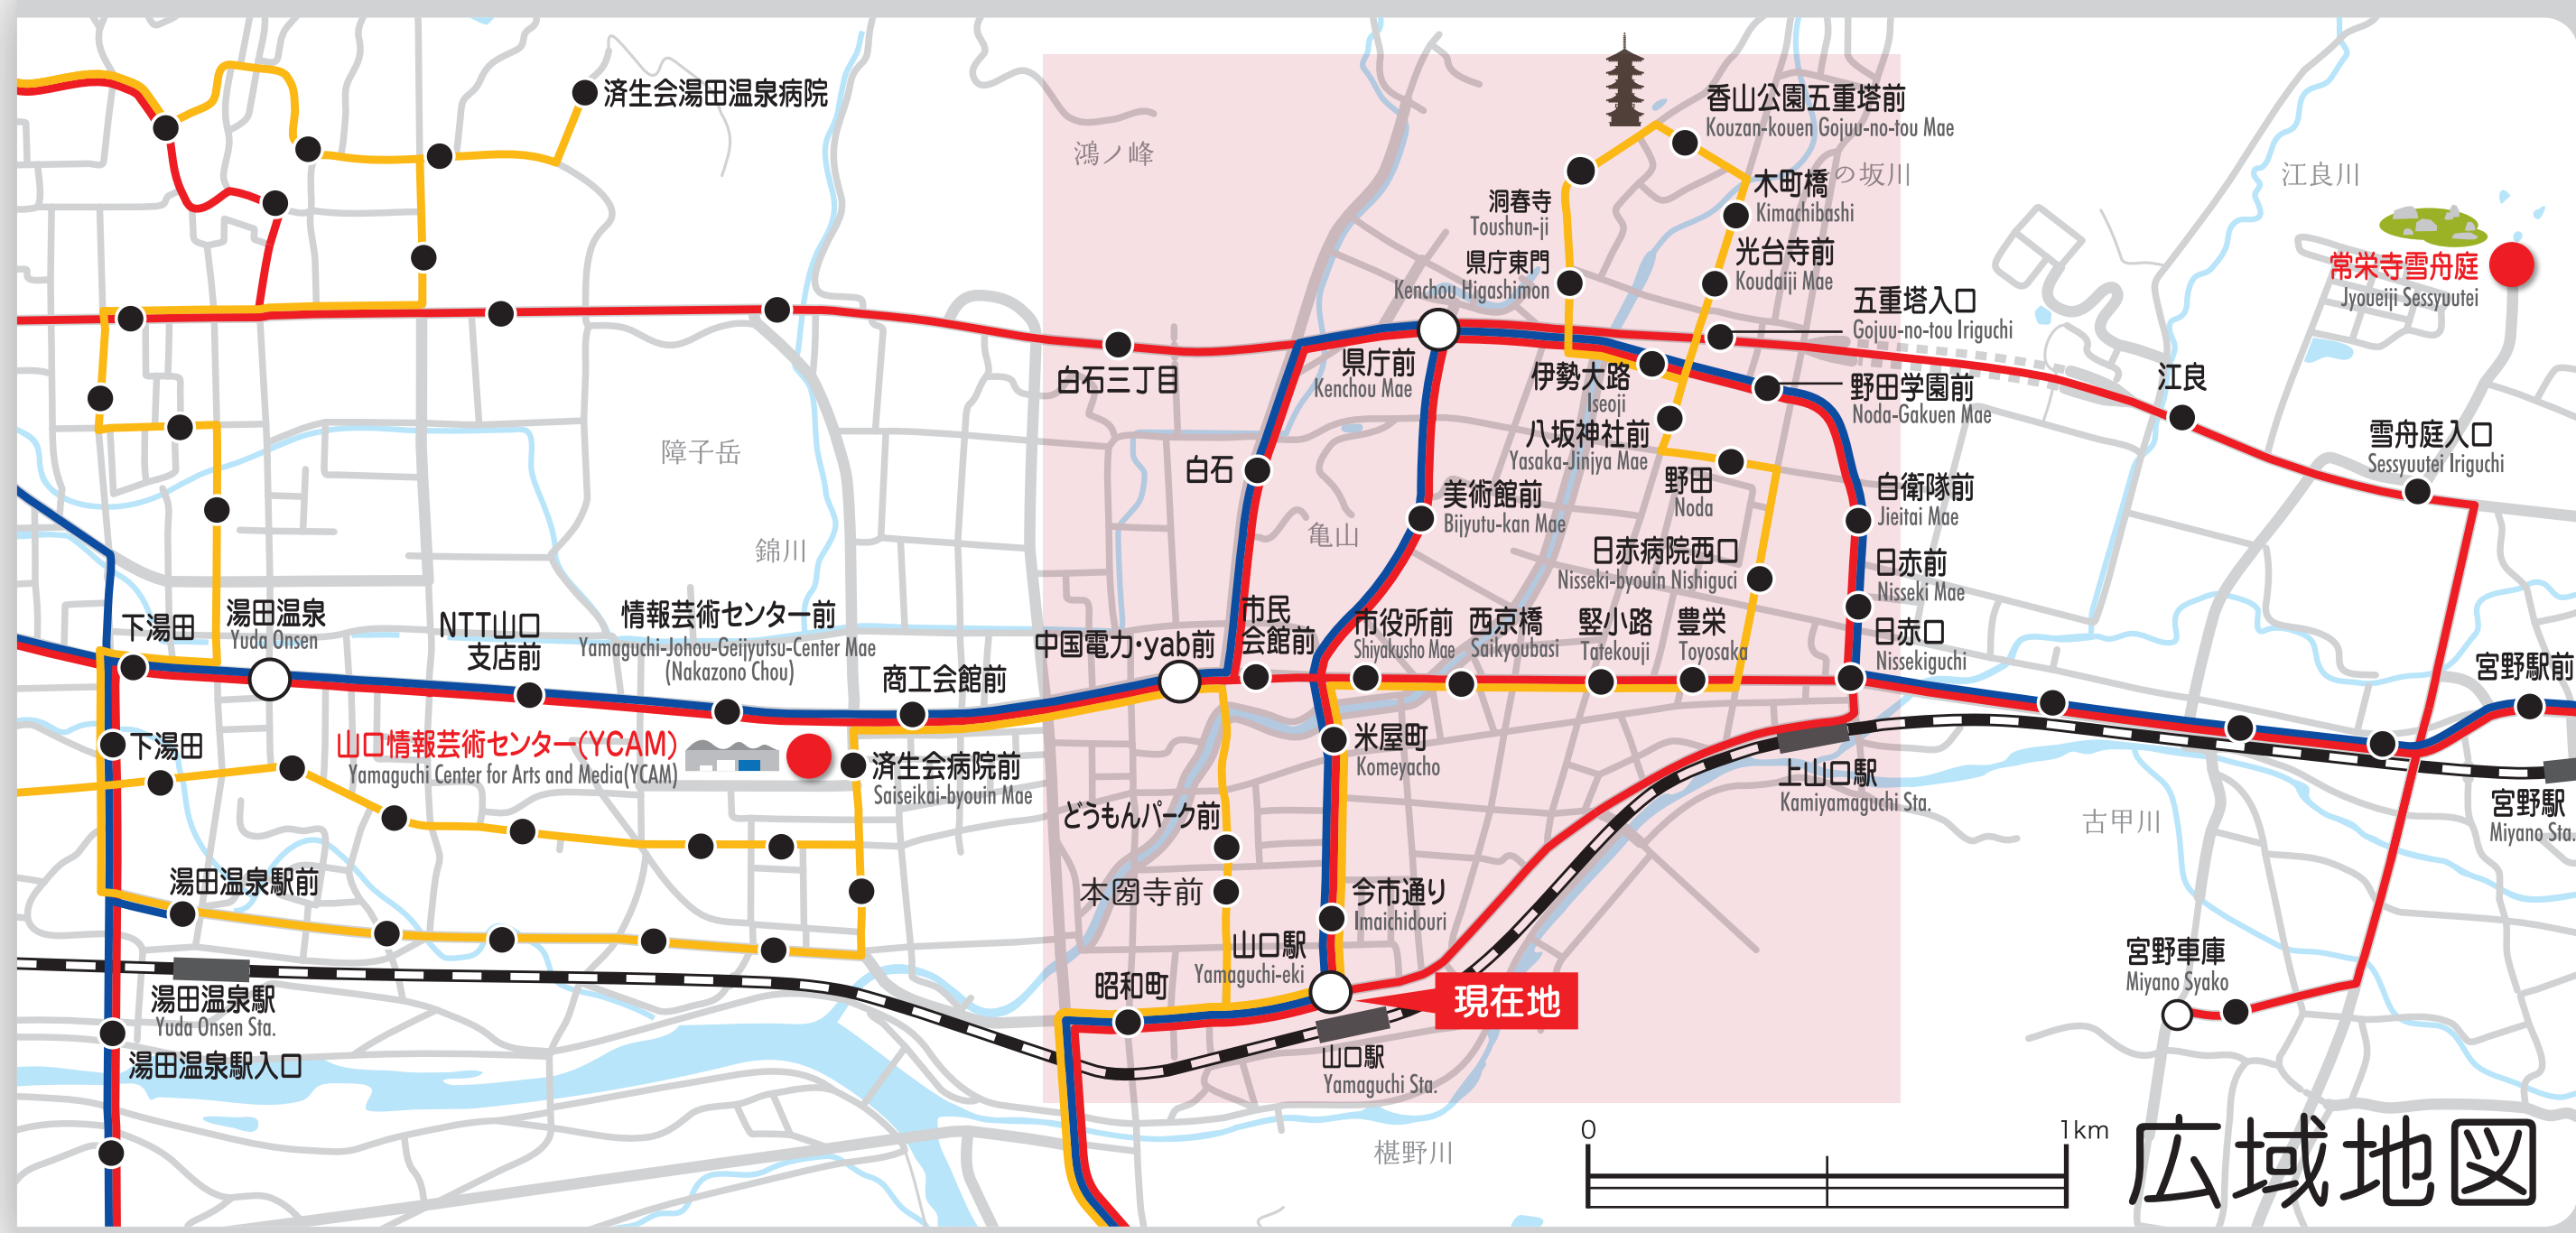 済生会湯田温泉病院
鴻ノ峰
香山公園五重塔前
Kouzan-kouen Gojuu-no-tou Mae
の坂川
江良川
木町橋
Kimachibashi
洞春寺
Toushun-ji
光台寺前
Koudaiji Mae
県庁東門
Kenchou Higashimon
常栄寺雪舟庭
Jyoueiji Sessyuutei
五重塔入口
Gojuu-no-tou Iriguchi
白石三丁目
県庁前
Kenchou Mae
伊勢大路
Iseoji
野田学園前
Noda-Gakuen Mae
江良
障子岳
白石
八坂神社前
Yasaka-Jinjya Mae
雪舟庭入口
Sessyuutei Iriguchi
野田
Noda
美術館前
Bijyutu-kan Mae
自衛隊前
Jieitai Mae
亀山
錦川
日赤病院西口
Nisseki-byouin Nishiguci
日赤前
Nisseki Mae
下湯田
湯田温泉
Yuda Onsen
NTT山口
支店前
情報芸術センター前
Yamaguchi-Johou-Geijyutsu-Center Mae
(Nakazono Chou)
商工会館前
中国電力・yab前
市民
会館前
市役所前
Shiyakusho Mae
西京橋
Saikyoubasi
竪小路
Tatekouji
豊栄
Toyosaka
日赤口
Nissekiguchi
宮野駅前
下湯田
山口情報芸術センター(YCAM)
Yamaguchi Center for Arts and Media(YCAM)
済生会病院前
Saiseikai-byouin Mae
米屋町
Komeyacho
上山口駅
Kamiyamaguchi Sta.
宮野駅
Miyano Sta.
古甲川
どうもんパーク前
湯田温泉駅前
本圀寺前
今市通り
Imaichidouri
山口駅
Yamaguchi-eki
昭和町
現在地
宮野車庫
Miyano Syako
湯田温泉駅
Yuda Onsen Sta.
湯田温泉駅入口
山口駅
Yamaguchi Sta.
椹野川
0
1km
広域地図